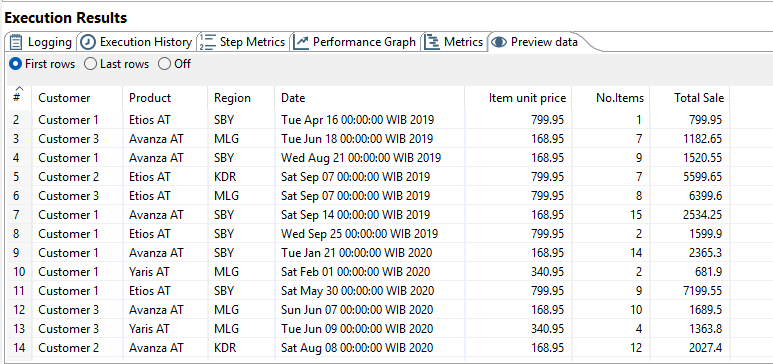 Execution Results
Logging Execution History Step Metrics Performance Graph Metrics Preview data
First rows Last rows Off
# Customer Product Region Date Item unit price No.Items Total Sale
2 Customer 1 Etios AT SBY Tue Apr 16 00:00:00 WIB 2019 799.95 1 799.95
3 Customer 3 Avanza AT MLG Tue Jun 18 00:00:00 WIB 2019 168.95 7 1182.65
4 Customer 1 Avanza AT SBY Wed Aug 21 00:00:00 WIB 2019 168.95 9 1520.55
5 Customer 2 Etios AT KDR Sat Sep 07 00:00:00 WIB 2019 799.95 7 5599.65
6 Customer 3 Etios AT MLG Sat Sep 07 00:00:00 WIB 2019 799.95 8 6399.6
7 Customer 1 Avanza AT SBY Sat Sep 14 00:00:00 WIB 2019 168.95 15 2534.25
8 Customer 1 Etios AT SBY Wed Sep 25 00:00:00 WIB 2019 799.95 2 1599.9
9 Customer 1 Avanza AT SBY Tue Jan 21 00:00:00 WIB 2020 168.95 14 2365.3
10 Customer 1 Yaris AT MLG Sat Feb 01 00:00:00 WIB 2020 340.95 2 681.9
11 Customer 1 Etios AT SBY Sat May 30 00:00:00 WIB 2020 799.95 9 7199.55
12 Customer 3 Avanza AT MLG Sun Jun 07 00:00:00 WIB 2020 168.95 10 1689.5
13 Customer 3 Yaris AT MLG Tue Jun 09 00:00:00 WIB 2020 340.95 4 1363.8
14 Customer 2 Avanza AT KDR Sat Aug 08 00:00:00 WIB 2020 168.95 12 2027.4